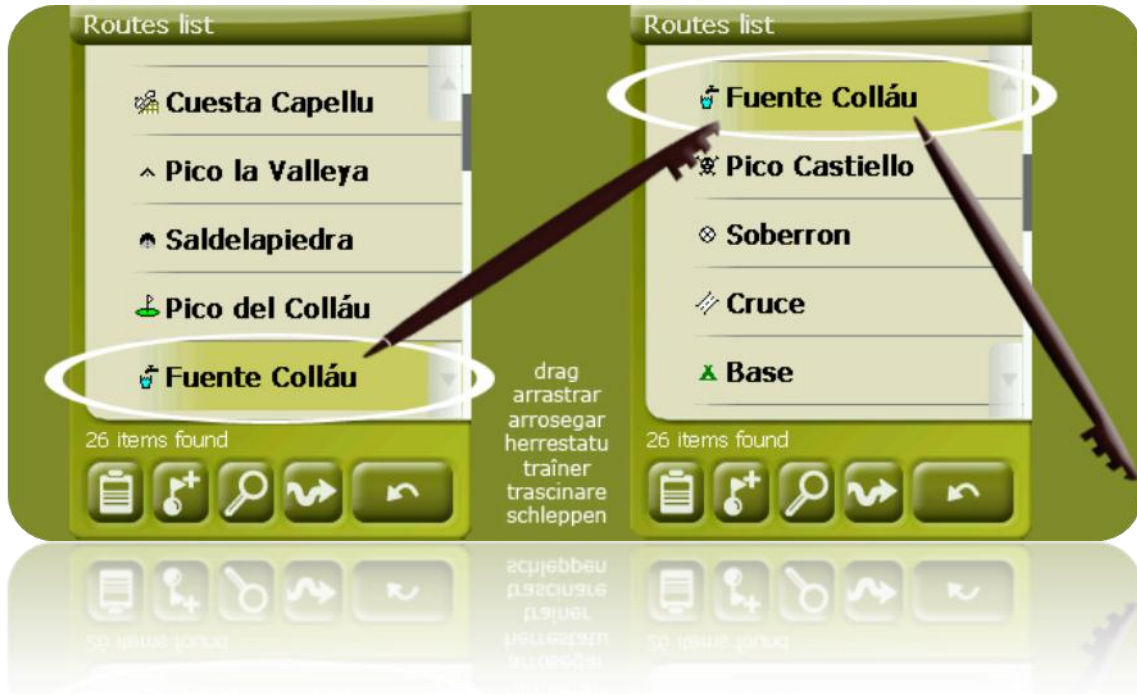 Routes list
Cuesta Capellu
Pico la Valleya
Saldelapiedra
Pico del Colláu
Fuente Colláu
26 items found
drag
arrastrar
arrosegar
herrestatu
traîner
trascinare
schleppen
Routes list
Fuente Colláu
Pico Castiello
Soberron
Cruce
Base
26 items found